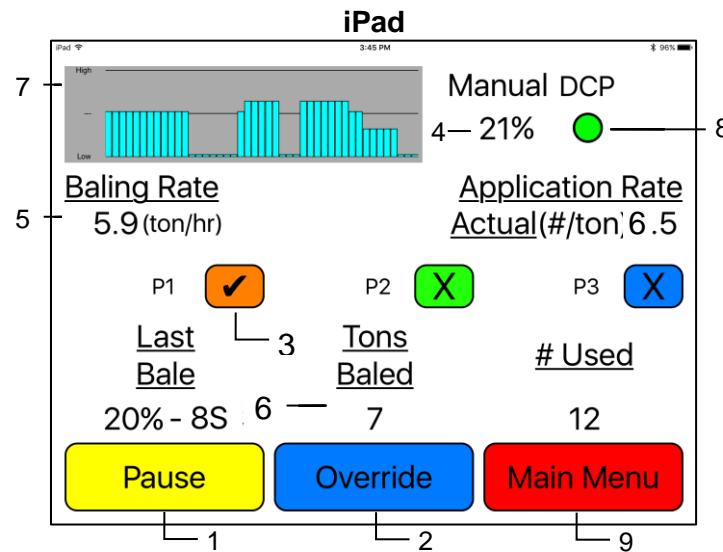 iPad
iPad 3:45 PM 96%
High
7
Manual DCP
---
4 21% 8
Low
Baling Rate Application Rate
5 5.9 (ton/hr) Actual(#/ton) 6.5
P1 ✔ P2 X P3 X
3
Last Tons
Bale Baled # Used
6
20% - 8S 7 12
Pause Override Main Menu
1 2 9